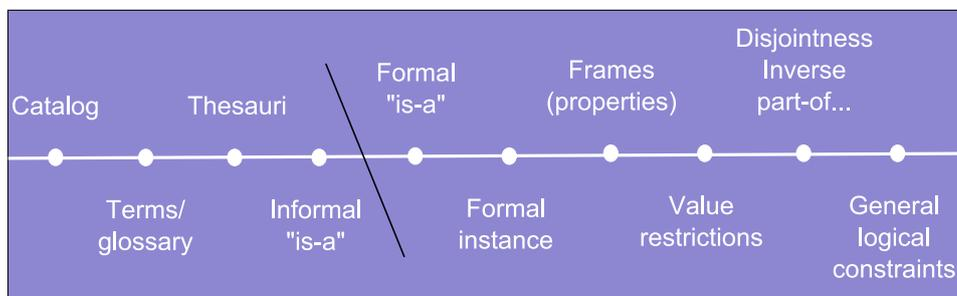 Catalog
Terms/
glossary
Thesauri
Informal
"is-a"
Formal
"is-a"
Formal
instance
Frames
(properties)
Value
restrictions
Disjointness
Inverse
part-of...
General
logical
constraints